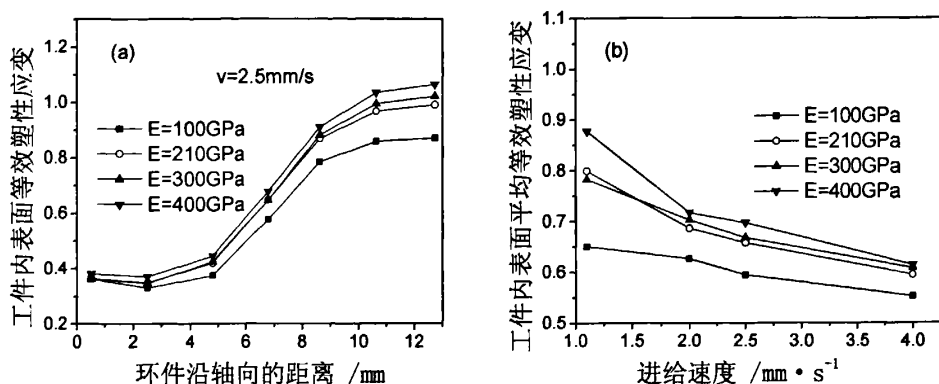 工件内表面等效塑性应变
1.2
1.0
0.8
0.6
0.4
0.2
(a)
v=2.5mm/s
E=100GPa
E=210GPa
E=300GPa
E=400GPa
0 2 4 6 8 10 12
环件沿轴向的距离 /mm
工件内表面平均等效塑性应变
1.0
0.9
0.8
0.7
0.6
0.5
(b)
E=100GPa
E=210GPa
E=300GPa
E=400GPa
1.0 1.5 2.0 2.5 3.0 3.5 4.0
进给速度 /mm·s⁻¹